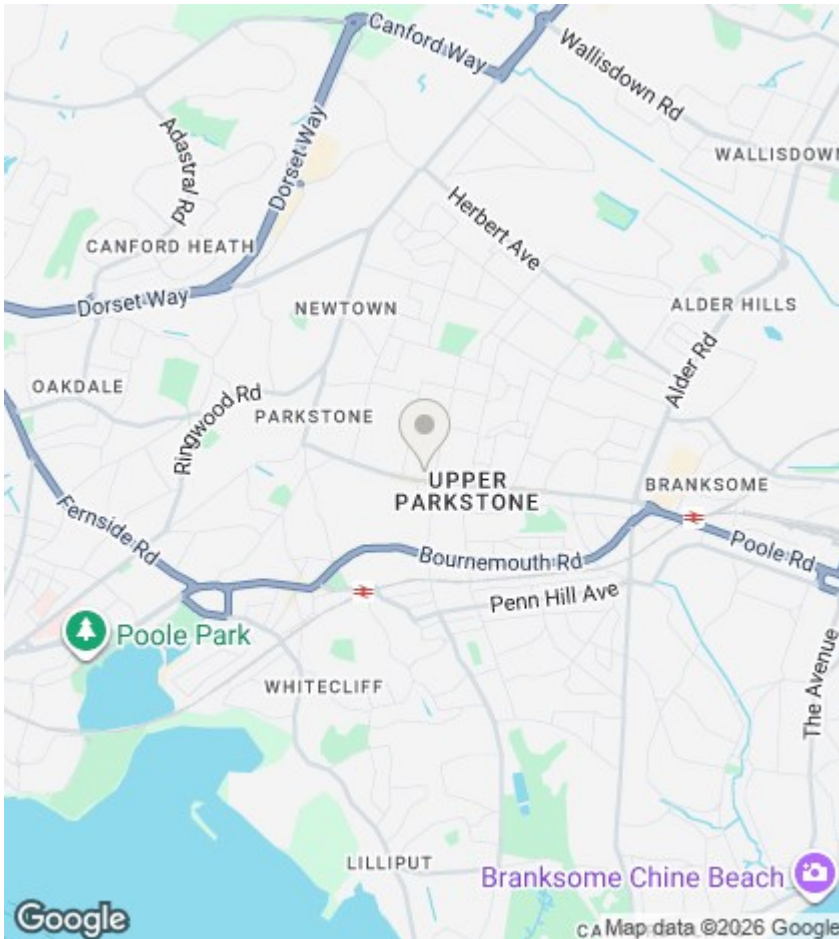 Canford Way
Wallisdown Rd
WALLISDOWN
Adastral Rd
Dorset Way
Herbert Ave
CANFORD HEATH
Dorset Way
NEWTOWN
ALDER HILLS
Alder Rd
OAKDALE
Ringwood Rd
PARKSTONE
UPPER
PARKSTONE
BRANKSOME
Fernside Rd
Bournemouth Rd
Poole Rd
Penn Hill Ave
Poole Park
The Avenue
WHITECLIFF
LILLIPUT
Branksome Chine Beach
Google
CA
Map data ©2026 Google